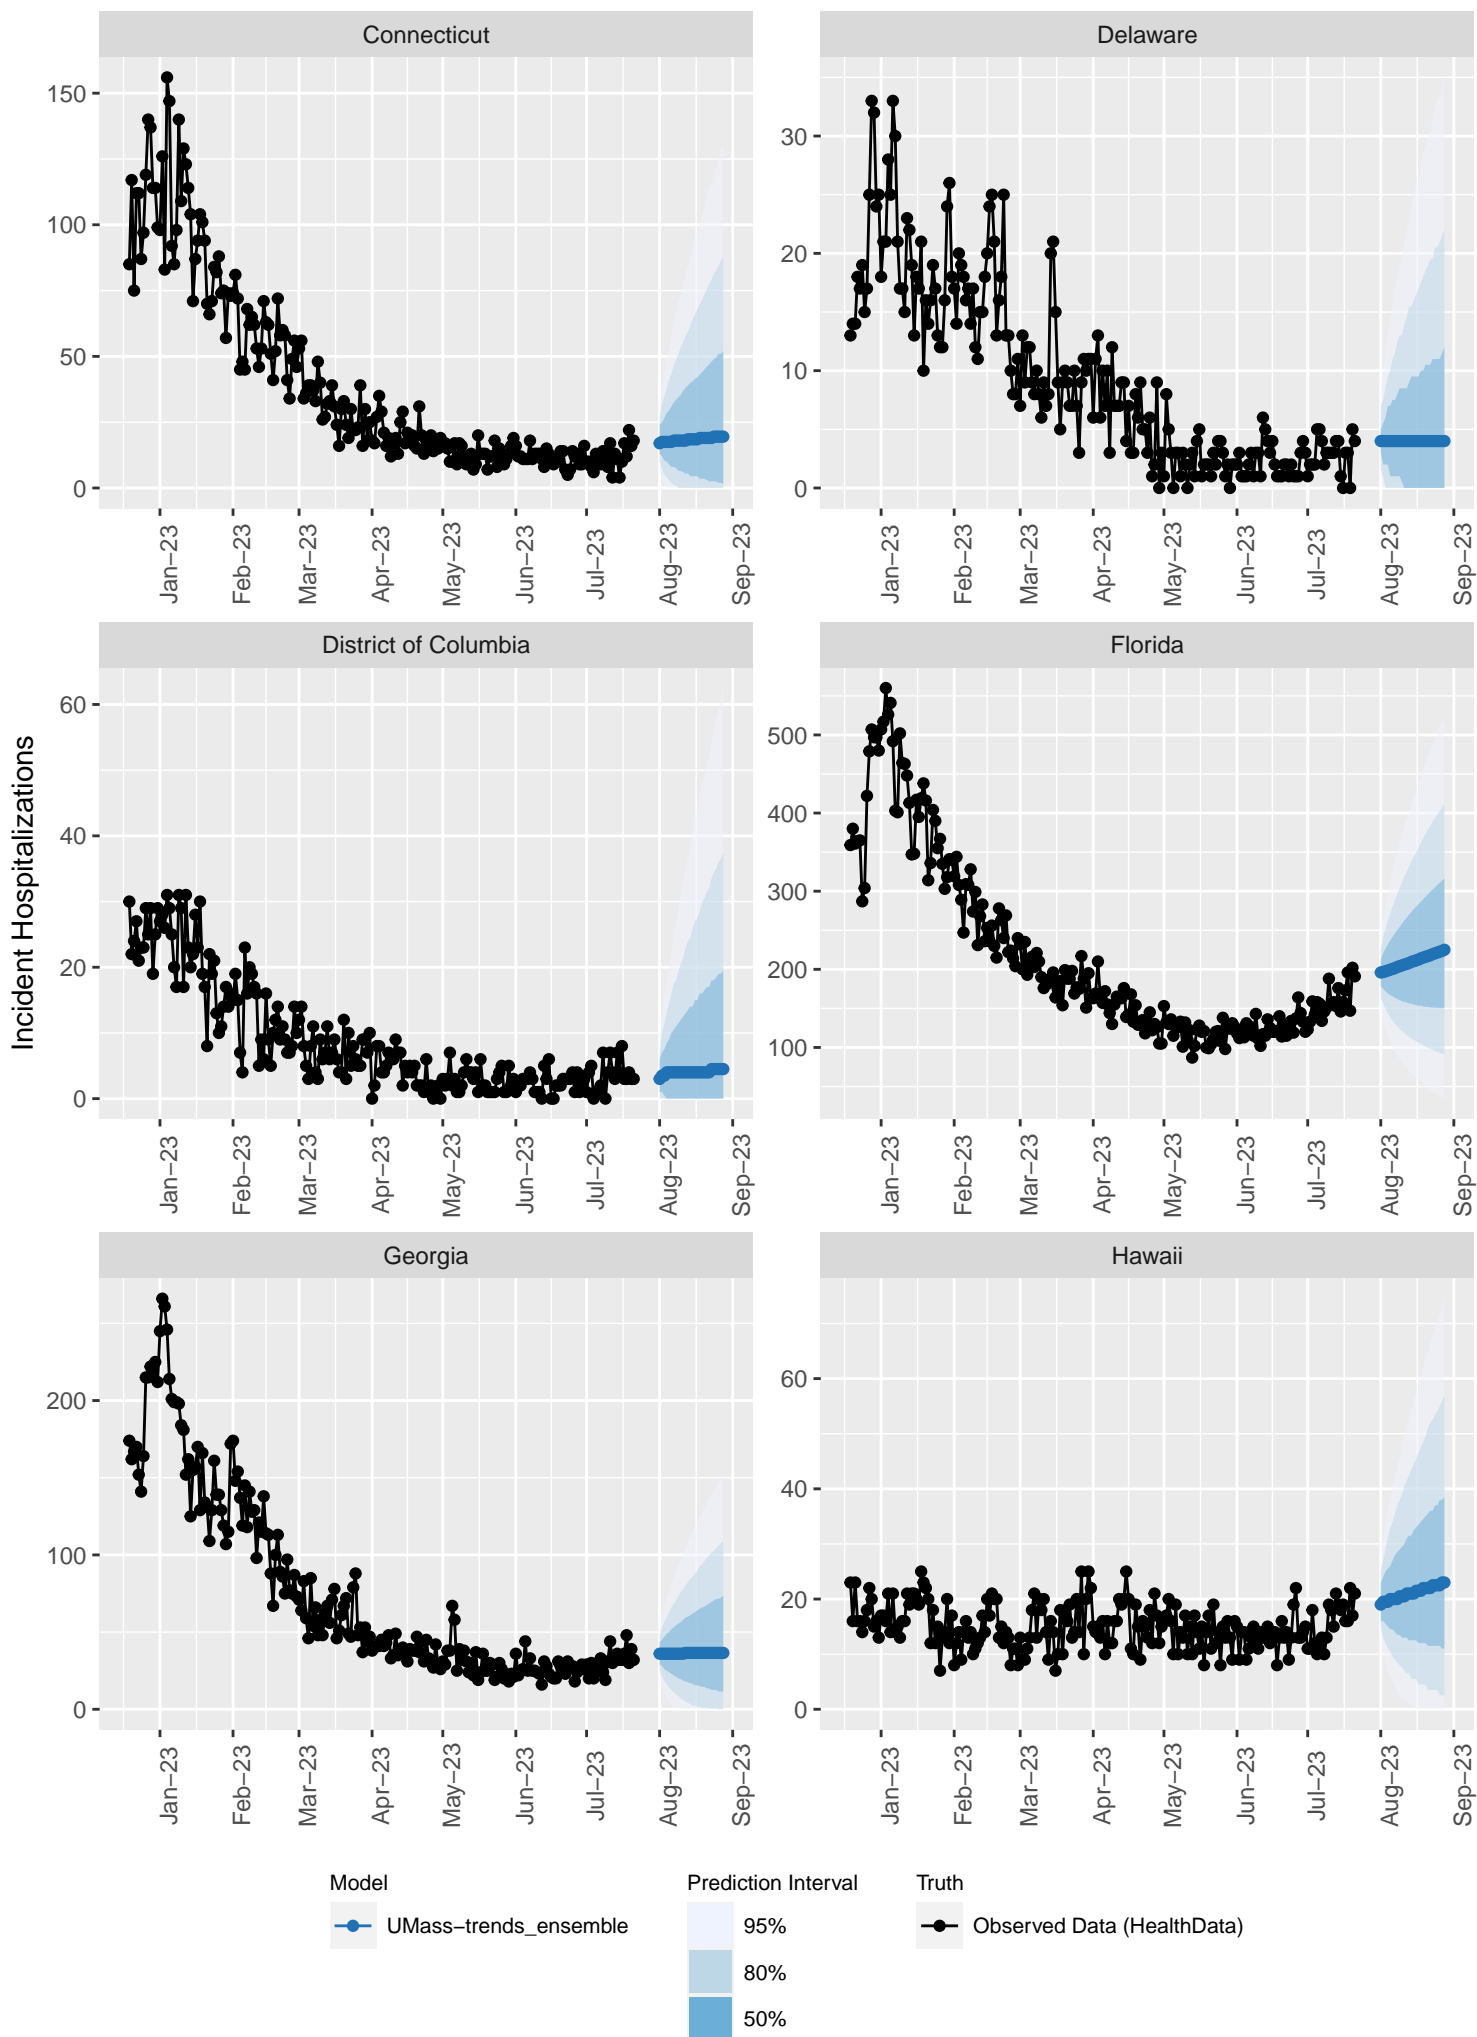 Connecticut
Delaware
150
100
50
0
30
20
10
0
Jan−23
Feb−23
Mar−23
Apr−23
May−23
Jun−23
Jul−23
Aug−23
Sep−23
Jan−23
Feb−23
Mar−23
Apr−23
May−23
Jun−23
Jul−23
Aug−23
Sep−23
District of Columbia
Florida
Incident Hospitalizations
60
40
20
0
500
400
300
200
100
Jan−23
Feb−23
Mar−23
Apr−23
May−23
Jun−23
Jul−23
Aug−23
Sep−23
Jan−23
Feb−23
Mar−23
Apr−23
May−23
Jun−23
Jul−23
Aug−23
Sep−23
Georgia
Hawaii
200
100
0
60
40
20
0
Jan−23
Feb−23
Mar−23
Apr−23
May−23
Jun−23
Jul−23
Aug−23
Sep−23
Jan−23
Feb−23
Mar−23
Apr−23
May−23
Jun−23
Jul−23
Aug−23
Sep−23
Model
UMass−trends_ensemble
Prediction Interval
95%
80%
50%
Truth
Observed Data (HealthData)